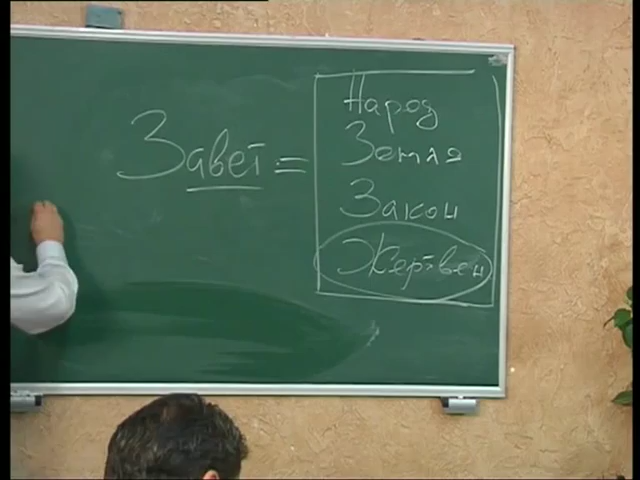 Завет =
Народ
Земля
Закон
Жертвен